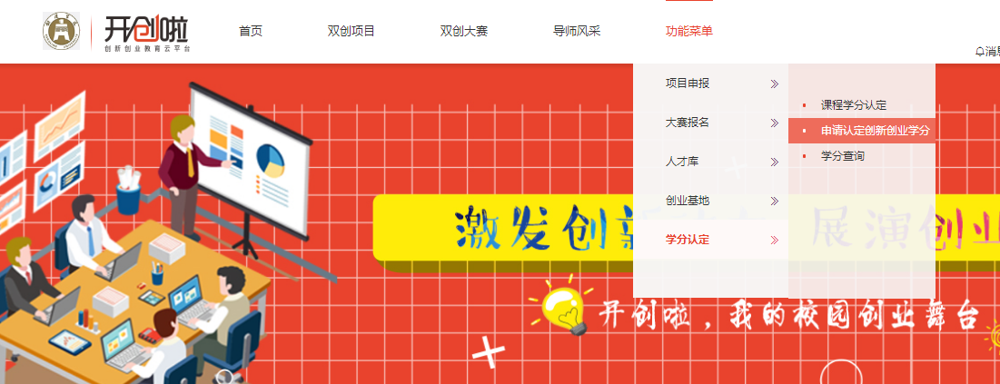 开创啦
创新创业教育云平台
首页
双创项目
双创大赛
导师风采
功能菜单
消息
项目申报
大赛报名
人才库
创业基地
学分认定
课程学分认定
申请认定创新创业学分
学分查询
激发创新
展演创业
开创啦，我的校园创业舞台